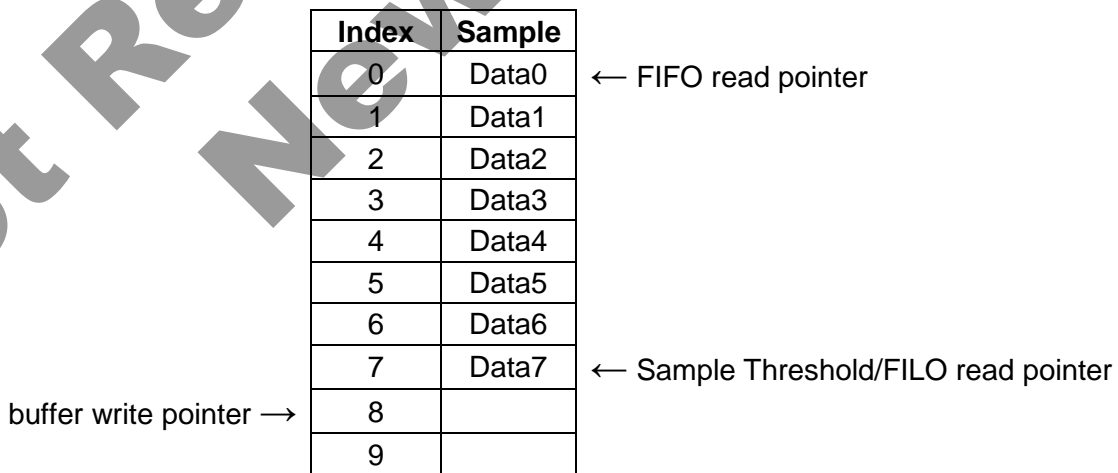 Index Sample
0 Data0 ← FIFO read pointer
1 Data1
2 Data2
3 Data3
4 Data4
5 Data5
6 Data6
7 Data7 ← Sample Threshold/FILO read pointer
buffer write pointer → 8
9